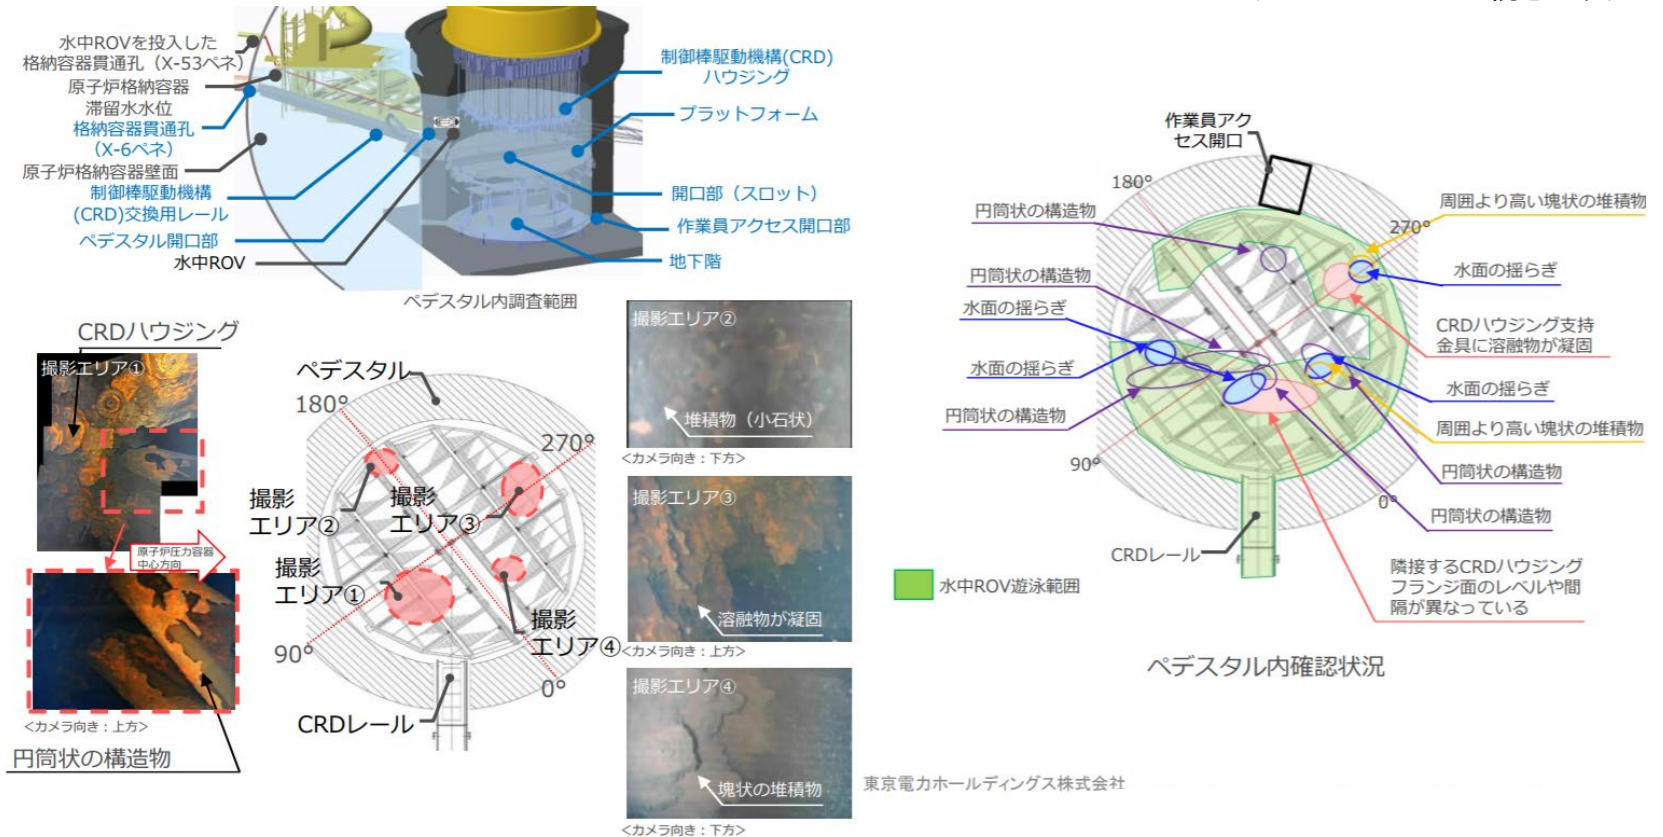 水中ROVを投入した
格納容器貫通孔（X-53ペネ）
原子炉格納容器
滞留水水位
格納容器貫通孔
（X-6ペネ）
原子炉格納容器壁面
制御棒駆動機構
(CRD)交換用レール
ペデスタル開口部
水中ROV
制御棒駆動機構(CRD)
ハウジング
プラットフォーム
開口部（スロット）
作業員アクセス開口部
地下階
ペデスタル内調査範囲
CRDハウジング
撮影エリア①
原子炉圧力容器
中心方向
<カメラ向き：上方>
円筒状の構造物
ペデスタル
180°
270°
撮影
エリア②
撮影
エリア③
撮影
エリア①
撮影
エリア④
90°
0°
CRDレール
撮影エリア②
堆積物（小石状）
<カメラ向き：下方>
撮影エリア③
溶融物が凝固
<カメラ向き：上方>
撮影エリア④
塊状の堆積物
<カメラ向き：下方>
作業員アク
セス開口
180°
円筒状の構造物
周囲より高い塊状の堆積物
270°
円筒状の構造物
水面の揺らぎ
水面の揺らぎ
CRDハウジング支持
金具に溶融物が凝固
水面の揺らぎ
水面の揺らぎ
円筒状の構造物
周囲より高い塊状の堆積物
90°
円筒状の構造物
0°
円筒状の構造物
CRDレール
隣接するCRDハウジング
フランジ面のレベルや間
隔が異なっている
水中ROV遊泳範囲
ペデスタル内確認状況
東京電力ホールディングス株式会社